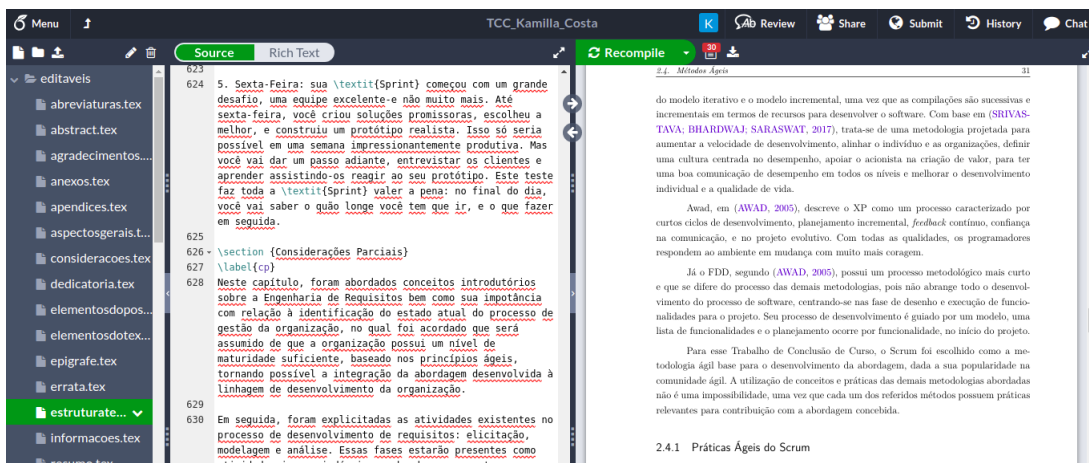 Menu
TCC_Kamilla_Costa
K
Review
Share
Submit
History
Chat
Source
Rich Text
Recompile
30
editaveis
abreviaturas.tex
abstract.tex
agradecimentos....
anexos.tex
apendices.tex
aspectosgerais.t...
consideracoes.tex
dedicatoria.tex
elementosdopos...
elementosdotex...
epigrafe.tex
errata.tex
estruturate...
informacoes.tex
resumo.tex
623
624 5. Sexta-Feira: sua \textit{Sprint} começou com um grande
desafio, uma equipe excelente-e não muito mais. Até
sexta-feira, você criou soluções promissoras, escolheu a
melhor, e construiu um protótipo realista. Isso só seria
possível em uma semana impressionantemente produtiva. Mas
você vai dar um passo adiante, entrevistar os clientes e
aprender assistindo-os reagir ao seu protótipo. Este teste
faz toda a \textit{Sprint} valer a pena: no final do dia,
você vai saber o quão longe você tem que ir, e o que fazer
em seguida.
625
626 \section {Considerações Parciais}
627 \label{cp}
628 Neste capítulo, foram abordados conceitos introdutórios
sobre a Engenharia de Requisitos bem como sua impotância
com relação à identificação do estado atual do processo de
gestão da organização, no qual foi acordado que será
assumido de que a organização possui um nível de
maturidade suficiente, baseado nos princípios ágeis,
tornando possível a integração da abordagem desenvolvida à
linhagem de desenvolvimento da organização.
629
630 Em seguida, foram explicitadas as atividades existentes no
processo de desenvolvimento de requisitos: elicitação,
modelagem e análise. Essas fases estarão presentes como
2.4. Métodos Ágeis 31
do modelo iterativo e o modelo incremental, uma vez que as compilações são sucessivas e
incrementais em termos de recursos para desenvolver o software. Com base em (SRIVAS-
TAVA; BHARDWAJ; SARASWAT, 2017), trata-se de uma metodologia projetada para
aumentar a velocidade de desenvolvimento, alinhar o indivíduo e as organizações, definir
uma cultura centrada no desempenho, apoiar o acionista na criação de valor, para ter
uma boa comunicação de desempenho em todos os níveis e melhorar o desenvolvimento
individual e a qualidade de vida.
Awad, em (AWAD, 2005), descreve o XP como um processo caracterizado por
curtos ciclos de desenvolvimento, planejamento incremental, feedback contínuo, confiança
na comunicação, e no projeto evolutivo. Com todas as qualidades, os programadores
respondem ao ambiente em mudança com muito mais coragem.
Já o FDD, segundo (AWAD, 2005), possui um processo metodológico mais curto
e que se difere do processo das demais metodologias, pois não abrange todo o desenvol-
vimento do processo de software, centrando-se nas fase de desenho e execução de funcio-
nalidades para o projeto. Seu processo de desenvolvimento é guiado por um modelo, uma
lista de funcionalidades e o planejamento ocorre por funcionalidade, no início do projeto.
Para esse Trabalho de Conclusão de Curso, o Scrum foi escolhido como a me-
todologia ágil base para o desenvolvimento da abordagem, dada a sua popularidade na
comunidade ágil. A utilização de conceitos e práticas das demais metodologias abordadas
não é uma impossibilidade, uma vez que cada um dos referidos métodos possuem práticas
relevantes para contribuição com a abordagem concebida.
2.4.1 Práticas Ágeis do Scrum